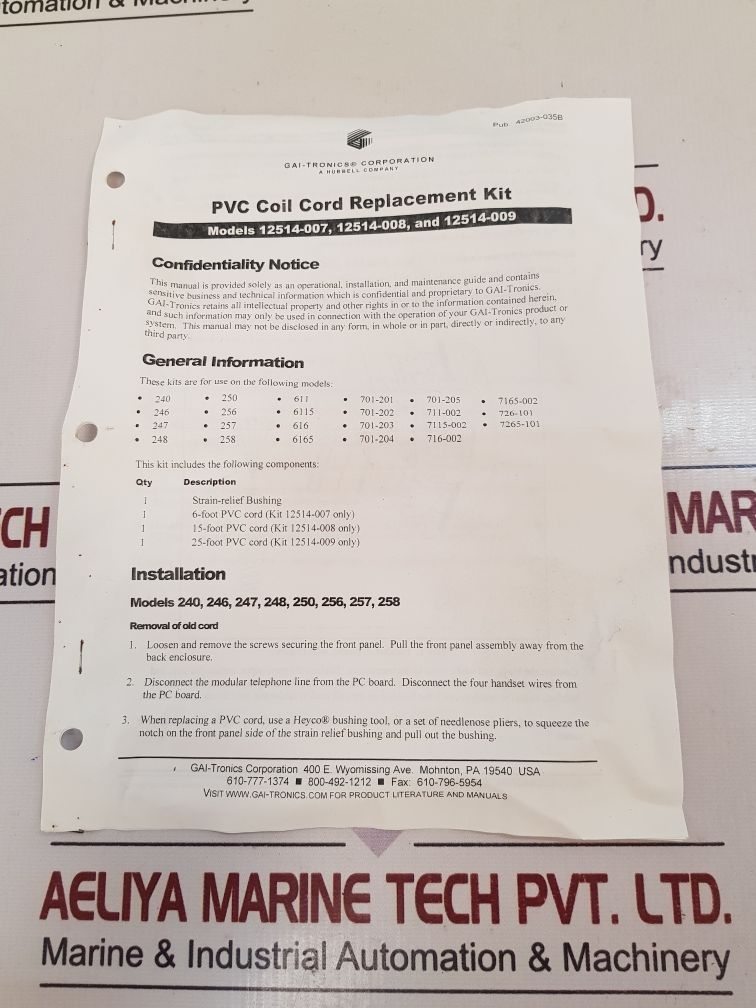 tomation &
Pub. 42003-035B
GAI-TRONICS® CORPORATION
A HUBBELL COMPANY
PVC Coil Cord Replacement Kit
Models 12514-007, 12514-008, and 12514-009
D.
ry
Confidentiality Notice
This manual is provided solely as an operational, installation, and maintenance guide and contains
sensitive business and technical information which is confidential and proprietary to GAI-Tronics.
GAI-Tronics retains all intellectual property and other rights in or to the information contained herein,
and such information may only be used in connection with the operation of your GAI-Tronics product or
system. This manual may not be disclosed in any form, in whole or in part, directly or indirectly, to any
third party.
General Information
These kits are for use on the following models:
• 240 • 250 • 611 • 701-201 • 701-205 • 7165-002
• 246 • 256 • 6115 • 701-202 • 711-002 • 726-101
• 247 • 257 • 616 • 701-203 • 7115-002 • 7265-101
• 248 • 258 • 6165 • 701-204 • 716-002
This kit includes the following components:
Qty Description
1 Strain-relief Bushing
1 6-foot PVC cord (Kit 12514-007 only)
1 15-foot PVC cord (Kit 12514-008 only)
1 25-foot PVC cord (Kit 12514-009 only)
CH
ation
MAR
ndustr
Installation
Models 240, 246, 247, 248, 250, 256, 257, 258
Removal of old cord
1. Loosen and remove the screws securing the front panel. Pull the front panel assembly away from the
back enclosure.
2. Disconnect the modular telephone line from the PC board. Disconnect the four handset wires from
the PC board.
3. When replacing a PVC cord, use a Heyco® bushing tool, or a set of needlenose pliers, to squeeze the
notch on the front panel side of the strain relief bushing and pull out the bushing.
GAI-Tronics Corporation 400 E. Wyomissing Ave. Mohnton, PA 19540 USA
610-777-1374 ■ 800-492-1212 ■ Fax: 610-796-5954
VISIT WWW.GAI-TRONICS.COM FOR PRODUCT LITERATURE AND MANUALS
AELIYA MARINE TECH PVT. LTD.
Marine & Industrial Automation & Machinery